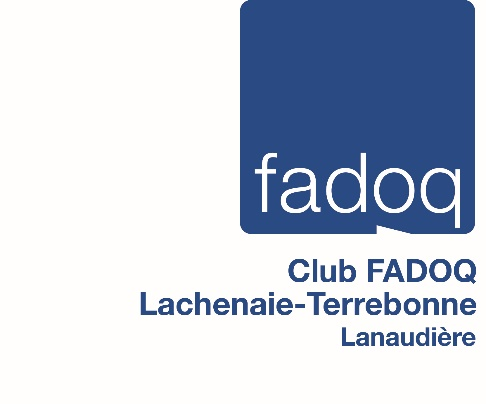 fadoq
Club FADOQ
Lachenaie-Terrebonne
Lanaudière